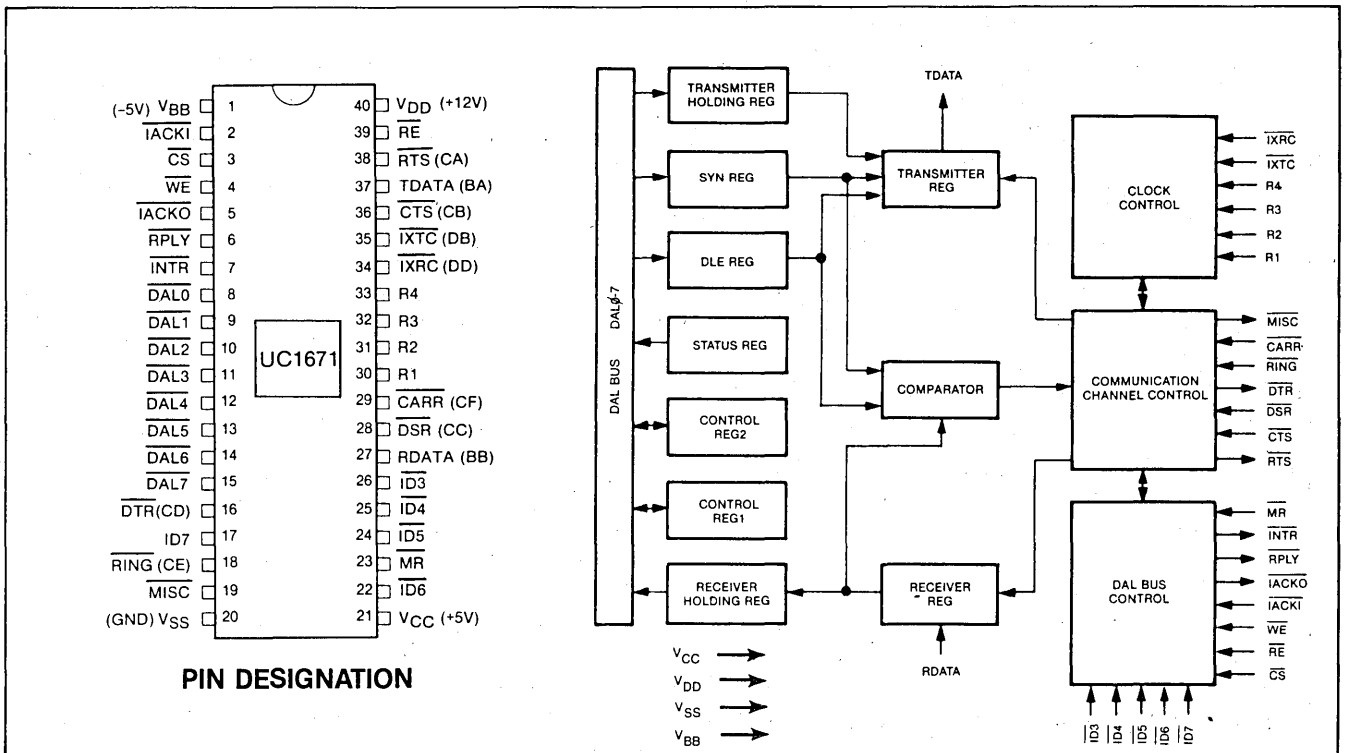 (-5V) VBB 1
IACKI 2
CS 3
WE 4
IACKO 5
RPLY 6
INTR 7
DAL0 8
DAL1 9
DAL2 10
DAL3 11
DAL4 12
DAL5 13
DAL6 14
DAL7 15
DTR(CD) 16
ID7 17
RING (CE) 18
MISC 19
(GND) VSS 20
UC1671
40 VDD (+12V)
39 RE
38 RTS (CA)
37 TDATA (BA)
36 CTS (CB)
35 IXTC (DB)
34 IXRC (DD)
33 R4
32 R3
31 R2
30 R1
29 CARR (CF)
28 DSR (CC)
27 RDATA (BB)
26 ID3
25 ID4
24 ID5
23 MR
22 ID6
21 VCC (+5V)
PIN DESIGNATION
DAL BUS DALØ-7
TRANSMITTER
HOLDING REG
SYN REG
DLE REG
STATUS REG
CONTROL
REG2
CONTROL
REG1
RECEIVER
HOLDING REG
VCC
VDD
VSS
VBB
TDATA
TRANSMITTER
REG
COMPARATOR
RECEIVER
REG
RDATA
CLOCK
CONTROL
IXRC
IXTC
R4
R3
R2
R1
COMMUNICATION
CHANNEL CONTROL
MISC
CARR
RING
DTR
DSR
CTS
RTS
DAL BUS
CONTROL
MR
INTR
RPLY
IACKO
IACKI
WE
RE
CS
ID3
ID4
ID5
ID6
ID7